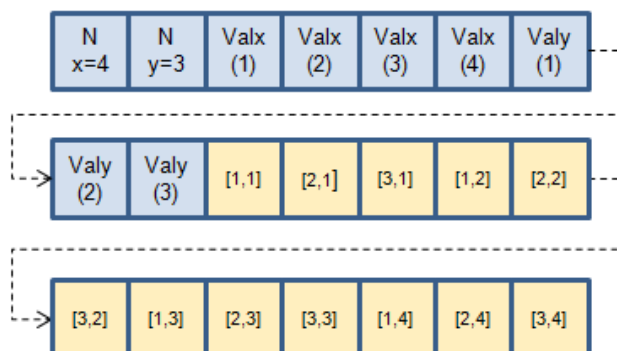 N N Valx Valx Valx Valx Valy
x=4 y=3 (1) (2) (3) (4) (1)
Valy Valy [1,1] [2,1] [3,1] [1,2] [2,2]
(2) (3)
[3,2] [1,3] [2,3] [3,3] [1,4] [2,4] [3,4]